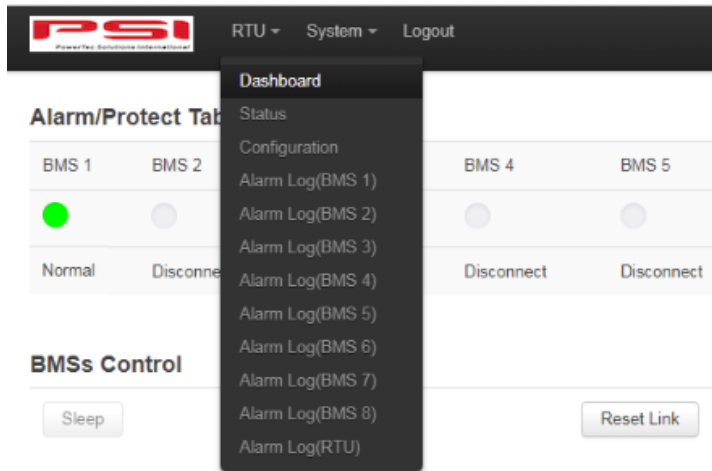 PSI
PowerTec Solutions International
RTU System Logout
Dashboard
Status
Configuration
Alarm Log(BMS 1)
Alarm Log(BMS 2)
Alarm Log(BMS 3)
Alarm Log(BMS 4)
Alarm Log(BMS 5)
Alarm Log(BMS 6)
Alarm Log(BMS 7)
Alarm Log(BMS 8)
Alarm Log(RTU)
Alarm/Protect Tab
BMS 1 BMS 2 BMS 4 BMS 5
Normal Disconne Disconnect Disconnect
BMSs Control
Sleep Reset Link